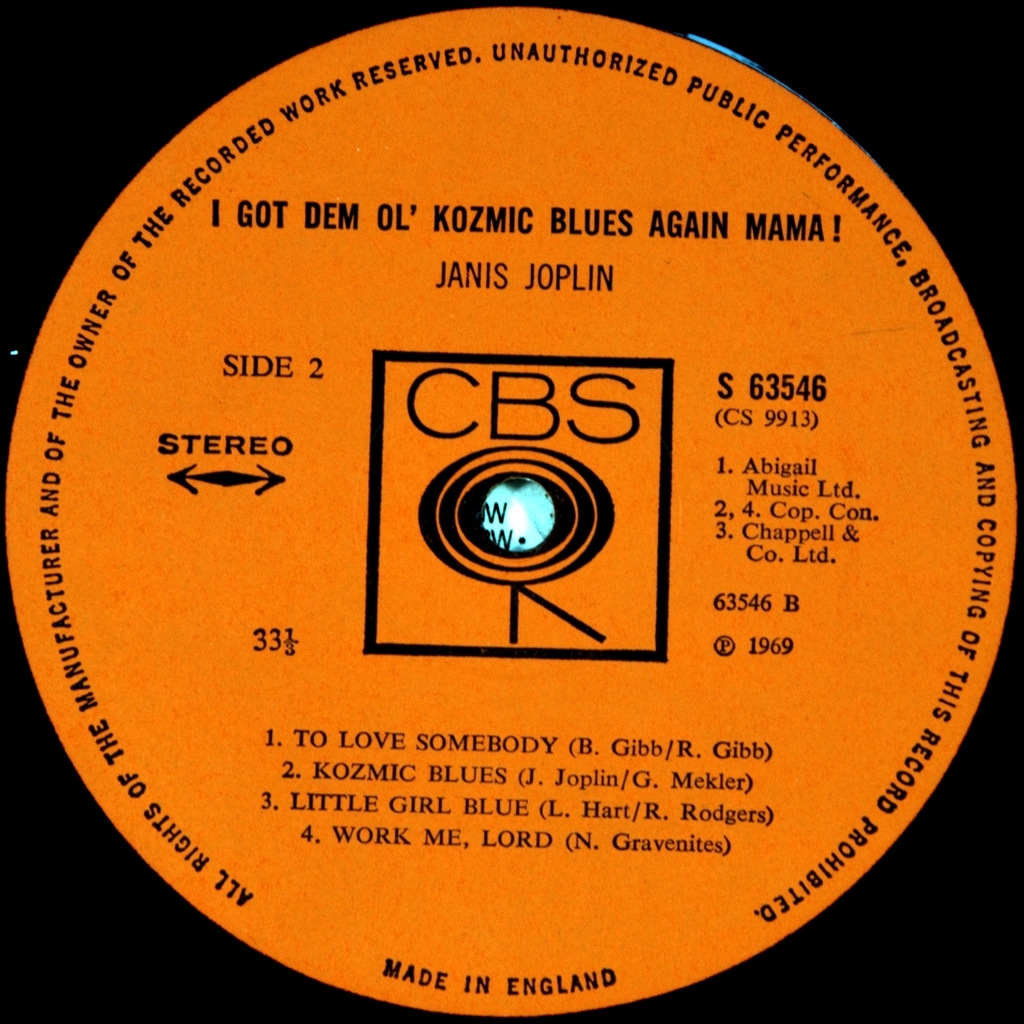 ALL RIGHTS OF THE MANUFACTURER AND OF THE OWNER OF THE RECORDED WORK RESERVED. UNAUTHORIZED PUBLIC PERFORMANCE, BROADCASTING AND COPYING OF THIS RECORD PROHIBITED.
I GOT DEM OL' KOZMIC BLUES AGAIN MAMA!
JANIS JOPLIN
SIDE 2
STEREO
33⅓
CBS
W
W.
S 63546
(CS 9913)
1. Abigail
Music Ltd.
2, 4. Cop. Con.
3. Chappell &
Co. Ltd.
63546 B
℗ 1969
1. TO LOVE SOMEBODY (B. Gibb/R. Gibb)
2. KOZMIC BLUES (J. Joplin/G. Mekler)
3. LITTLE GIRL BLUE (L. Hart/R. Rodgers)
4. WORK ME, LORD (N. Gravenites)
MADE IN ENGLAND